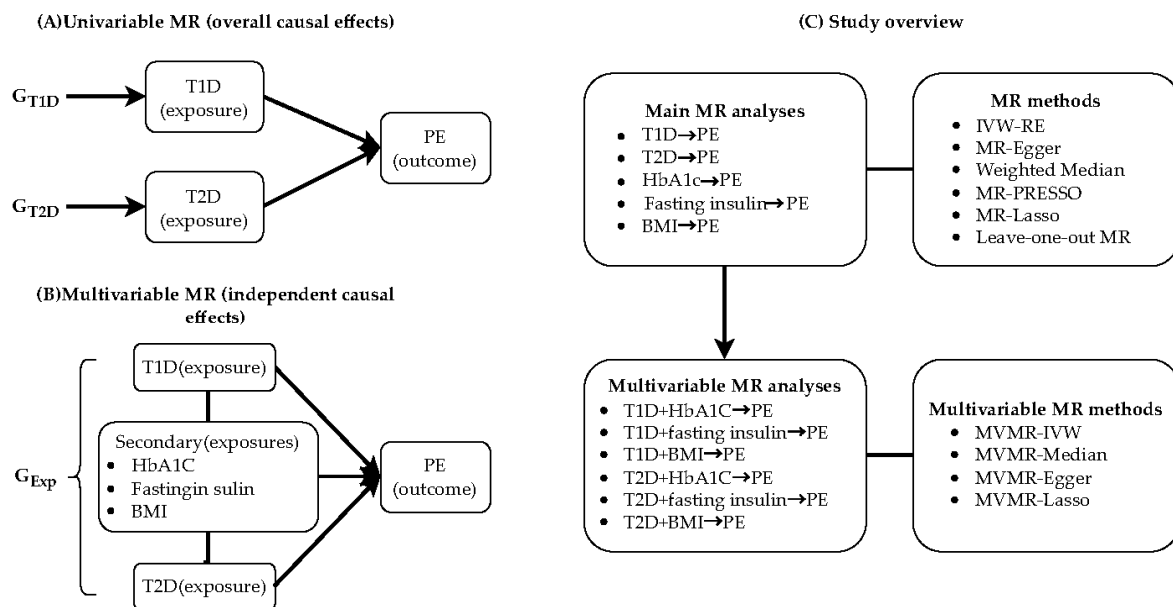 (A)Univariable MR (overall causal effects)
G_T1D
T1D
(exposure)
PE
(outcome)
G_T2D
T2D
(exposure)
(B)Multivariable MR (independent causal
effects)
T1D(exposure)
G_Exp
Secondary(exposures)
● HbA1C
● Fastingin sulin
● BMI
PE
(outcome)
T2D(exposure)
(C) Study overview
Main MR analyses
● T1D→PE
● T2D→PE
● HbA1c→PE
● Fasting insulin→PE
● BMI→PE
MR methods
● IVW-RE
● MR-Egger
● Weighted Median
● MR-PRESSO
● MR-Lasso
● Leave-one-out MR
Multivariable MR analyses
● T1D+HbA1C→PE
● T1D+fasting insulin→PE
● T1D+BMI→PE
● T2D+HbA1C→PE
● T2D+fasting insulin→PE
● T2D+BMI→PE
Multivariable MR methods
● MVMR-IVW
● MVMR-Median
● MVMR-Egger
● MVMR-Lasso